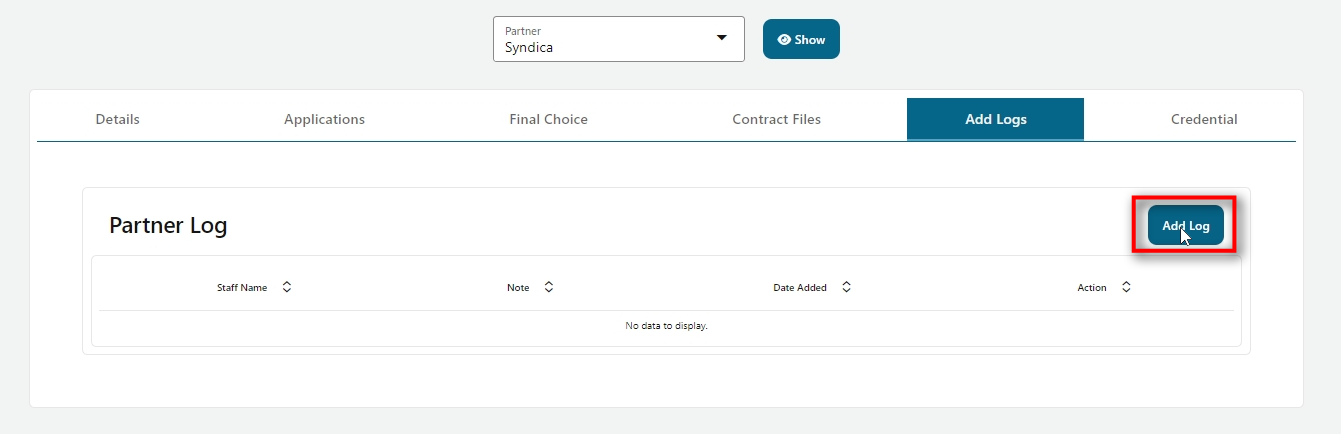 Partner
Syndica
Show
Details Applications Final Choice Contract Files Add Logs Credential
Partner Log
Add Log
Staff Name Note Date Added Action
No data to display.